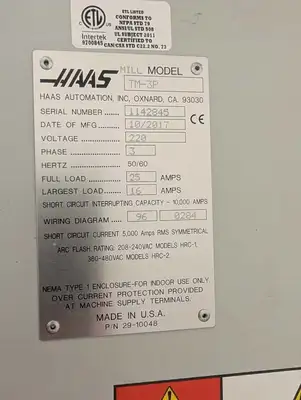 ETL LISTED
CONFORMS TO
NFPA STD 79
ANSI/UL STD 508
UL SUBJECT 2011
CERTIFIED TO
CAN/CSA STD C22.2 NO. 73
Intertek
0200845
HAAS MILL MODEL
TM-3P
HAAS AUTOMATION, INC, OXNARD, CA. 93030
SERIAL NUMBER 1142845
DATE OF MFG 10/2017
VOLTAGE 220
PHASE 3
HERTZ 50/60
FULL LOAD 25 AMPS
LARGEST LOAD 16 AMPS
SHORT CIRCUIT INTERRUPTING CAPACITY - 10,000 AMPS
WIRING DIAGRAM 96 0284
SHORT CIRCUIT CURRENT 5,000 Amps RMS SYMMETRICAL
ARC FLASH RATING: 208-240VAC MODELS HRC-1,
380-480VAC MODELS HRC-2.
NEMA TYPE 1 ENCLOSURE-FOR INDOOR USE ONLY
OVER CURRENT PROTECTION PROVIDED
AT MACHINE SUPPLY TERMINALS.
MADE IN U.S.A.
P/N 29-10048